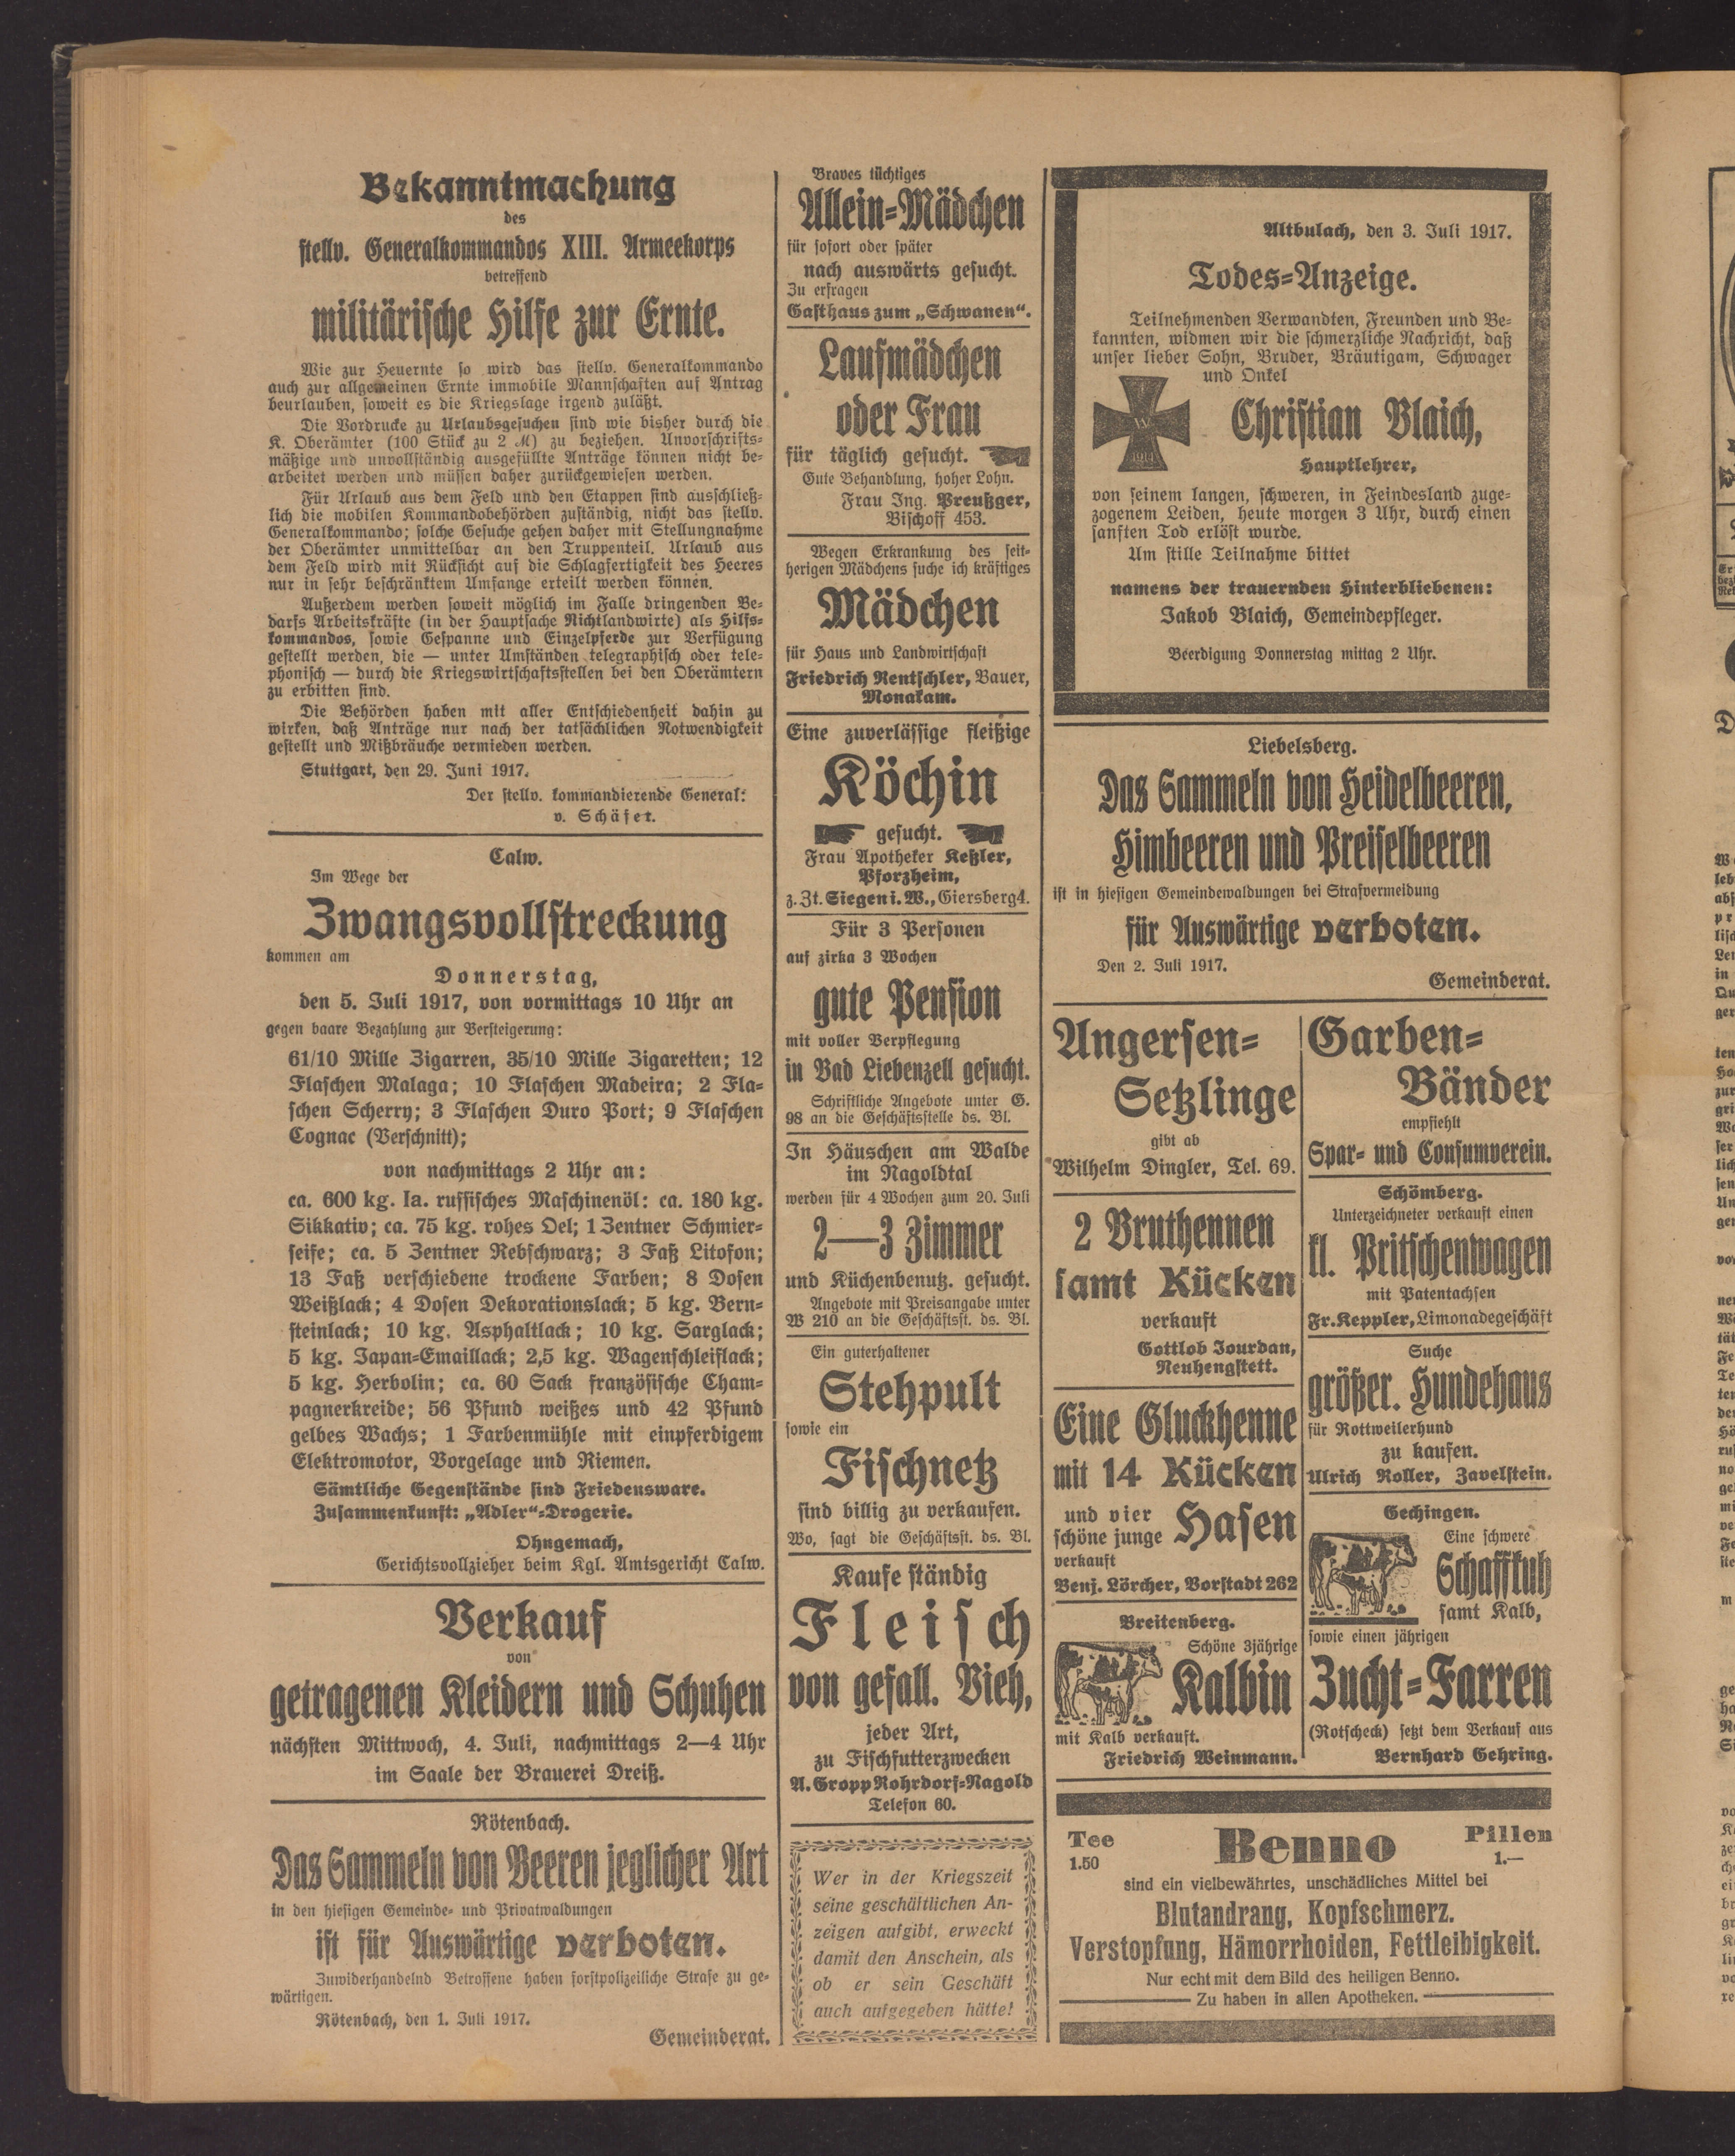 Bekanntmachung
des
stellv. Generalkommandos XIII. Armeekorps
betreffend
militärische Hilfe zur Ernte.
Wie zur Heuernte so wird das stellv. Generalkommando
auch zur allgemeinen Ernte immobile Mannschaften auf Antrag
beurlauben, soweit es die Kriegslage irgend zuläßt.
Die Vordrucke zu Urlaubsgesuchen sind wie bisher durch die
K. Oberämter (100 Stück zu 2 ℳ) zu beziehen. Unvorschrifts-
mäßige und unvollständig ausgefüllte Anträge können nicht be-
arbeitet werden und müssen daher zurückgewiesen werden.
Für Urlaub aus dem Feld und den Etappen sind ausschließ-
lich die mobilen Kommandobehörden zuständig, nicht das stellv.
Generalkommando; solche Gesuche gehen daher mit Stellungnahme
der Oberämter unmittelbar an den Truppenteil. Urlaub aus
dem Feld wird mit Rücksicht auf die Schlagfertigkeit des Heeres
nur in sehr beschränktem Umfange erteilt werden können.
Außerdem werden soweit möglich im Falle dringenden Be-
darfs Arbeitskräfte (in der Hauptsache Nichtlandwirte) als Hilfs-
kommandos, sowie Gespanne und Einzelpferde zur Verfügung
gestellt werden, die — unter Umständen telegraphisch oder tele-
phonisch — durch die Kriegswirtschaftsstellen bei den Oberämtern
zu erbitten sind.
Die Behörden haben mit aller Entschiedenheit dahin zu
wirken, daß Anträge nur nach der tatsächlichen Notwendigkeit
gestellt und Mißbräuche vermieden werden.
Stuttgart, den 29. Juni 1917.
Der stellv. kommandierende General:
v. Schäfer.
Calw.
Im Wege der
Zwangsvollstreckung
kommen am
Donnerstag,
den 5. Juli 1917, von vormittags 10 Uhr an
gegen baare Bezahlung zur Versteigerung:
61/10 Mille Zigarren, 35/10 Mille Zigaretten; 12
Flaschen Malaga; 10 Flaschen Madeira; 2 Fla-
schen Scherry; 3 Flaschen Duro Port; 9 Flaschen
Cognac (Verschnitt);
von nachmittags 2 Uhr an:
ca. 600 kg. Ia. russisches Maschinenöl: ca. 180 kg.
Sikkativ; ca. 75 kg. rohes Oel; 1 Zentner Schmier-
seife; ca. 5 Zentner Rebschwarz; 3 Faß Litofon;
13 Faß verschiedene trockene Farben; 8 Dosen
Weißlack; 4 Dosen Dekorationslack; 5 kg. Bern-
steinlack; 10 kg. Asphaltlack; 10 kg. Sarglack;
5 kg. Japan-Emaillack; 2,5 kg. Wagenschleiflack;
5 kg. Herbolin; ca. 60 Sack französische Cham-
pagnerkreide; 56 Pfund weißes und 42 Pfund
gelbes Wachs; 1 Farbenmühle mit einpferdigem
Elektromotor, Vorgelage und Riemen.
Sämtliche Gegenstände sind Friedensware.
Zusammenkunft: „Adler“-Drogerie.
Ohngemach,
Gerichtsvollzieher beim Kgl. Amtsgericht Calw.
Verkauf
von
getragenen Kleidern und Schuhen
nächsten Mittwoch, 4. Juli, nachmittags 2—4 Uhr
im Saale der Brauerei Dreiß.
Rötenbach.
Das Sammeln von Beeren jeglicher Art
in den hiesigen Gemeinde- und Privatwaldungen
ist für Auswärtige verboten.
Zuwiderhandelnd Betroffene haben forstpolizeiliche Strafe zu ge-
wärtigen.
Rötenbach, den 1. Juli 1917.
Gemeinderat.
Braves tüchtiges
Allein-Mädchen
für sofort oder später
nach auswärts gesucht.
Zu erfragen
Gasthaus zum „Schwanen“.
Laufmädchen
oder Frau
für täglich gesucht.
Gute Behandlung, hoher Lohn.
Frau Ing. Preußger,
Bischoff 453.
Wegen Erkrankung des seit-
herigen Mädchens suche ich kräftiges
Mädchen
für Haus und Landwirtschaft
Friedrich Rentschler, Bauer,
Monakam.
Eine zuverlässige fleißige
Köchin
gesucht.
Frau Apotheker Keßler,
Pforzheim,
z. Zt. Siegen i. W., Giersberg 4.
Für 3 Personen
auf zirka 3 Wochen
gute Pension
mit voller Verpflegung
in Bad Liebenzell gesucht.
Schriftliche Angebote unter G.
98 an die Geschäftsstelle ds. Bl.
In Häuschen am Walde
im Nagoldtal
werden für 4 Wochen zum 20. Juli
2—3 Zimmer
und Küchenbenutz. gesucht.
Angebote mit Preisangabe unter
W 210 an die Geschäftsst. ds. Bl.
Ein guterhaltener
Stehpult
sowie ein
Fischnetz
sind billig zu verkaufen.
Wo, sagt die Geschäftsst. ds. Bl.
Kaufe ständig
Fleisch
von gefall. Vieh,
jeder Art,
zu Fischfutterzwecken
A. Gropp Rohrdorf-Nagold
Telefon 60.
Wer in der Kriegszeit
seine geschäftlichen An-
zeigen aufgibt, erweckt
damit den Anschein, als
ob er sein Geschäft
auch aufgegeben hätte!
Altbulach, den 3. Juli 1917.
Todes-Anzeige.
Teilnehmenden Verwandten, Freunden und Be-
kannten, widmen wir die schmerzliche Nachricht, daß
unser lieber Sohn, Bruder, Bräutigam, Schwager
und Onkel
W
1914
Christian Blaich,
Hauptlehrer,
von seinem langen, schweren, in Feindesland zuge-
zogenem Leiden, heute morgen 3 Uhr, durch einen
sanften Tod erlöst wurde.
Um stille Teilnahme bittet
namens der trauernden Hinterbliebenen:
Jakob Blaich, Gemeindepfleger.
Beerdigung Donnerstag mittag 2 Uhr.
Liebelsberg.
Das Sammeln von Heidelbeeren,
Himbeeren und Preiselbeeren
ist in hiesigen Gemeindewaldungen bei Strafvermeldung
für Auswärtige verboten.
Den 2. Juli 1917.
Gemeinderat.
Angersen-
Setzlinge
gibt ab
Wilhelm Dingler, Tel. 69.
2 Bruthennen
samt Kücken
verkauft
Gottlob Jourdan,
Neuhengstett.
Eine Gluckhenne
mit 14 Kücken
und vier
schöne junge Hasen
verkauft
Benj. Lörcher, Vorstadt 262
Breitenberg.
Schöne 3jährige
Kalbin
mit Kalb verkauft.
Friedrich Weinmann.
Garben-
Bänder
empfiehlt
Spar- und Consumverein.
Schömberg.
Unterzeichneter verkauft einen
kl. Pritschenwagen
mit Patentachsen
Fr. Keppler, Limonadegeschäft
Suche
größer. Hundehaus
für Rottweilerhund
zu kaufen.
Ulrich Roller, Zavelstein.
Gechingen.
Eine schwere
Schaffkuh
samt Kalb,
sowie einen jährigen
Zucht-Farren
(Rotscheck) setzt dem Verkauf aus
Bernhard Gehring.
Tee Benno Pillen
1.50 1.—
sind ein vielbewährtes, unschädliches Mittel bei
Blutandrang, Kopfschmerz.
Verstopfung, Hämorrhoiden, Fettleibigkeit.
Nur echt mit dem Bild des heiligen Benno.
Zu haben in allen Apotheken.